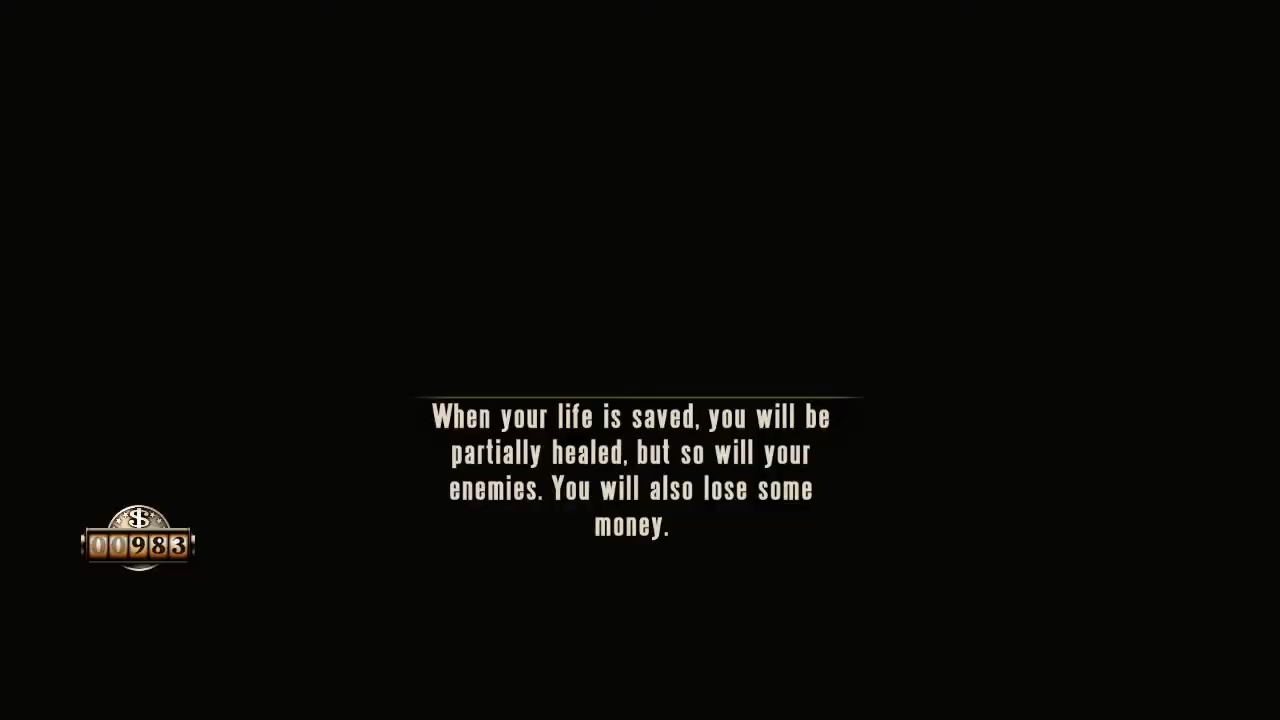 When your life is saved, you will be
partially healed, but so will your
enemies. You will also lose some
money.
$
00983